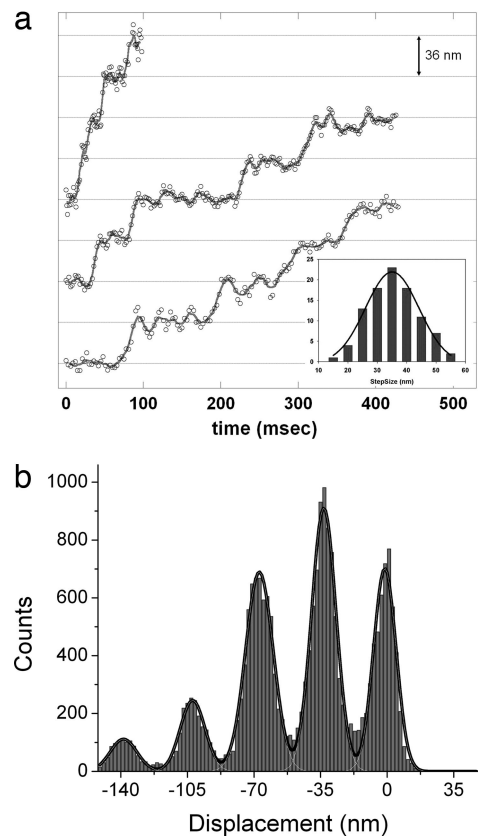 a
36 nm
25
20
15
10
5
0
10 20 30 40 50 60
StepSize (nm)
0 100 200 300 400 500
time (msec)
b
1000
800
600
400
200
0
Counts
-140 -105 -70 -35 0 35
Displacement (nm)